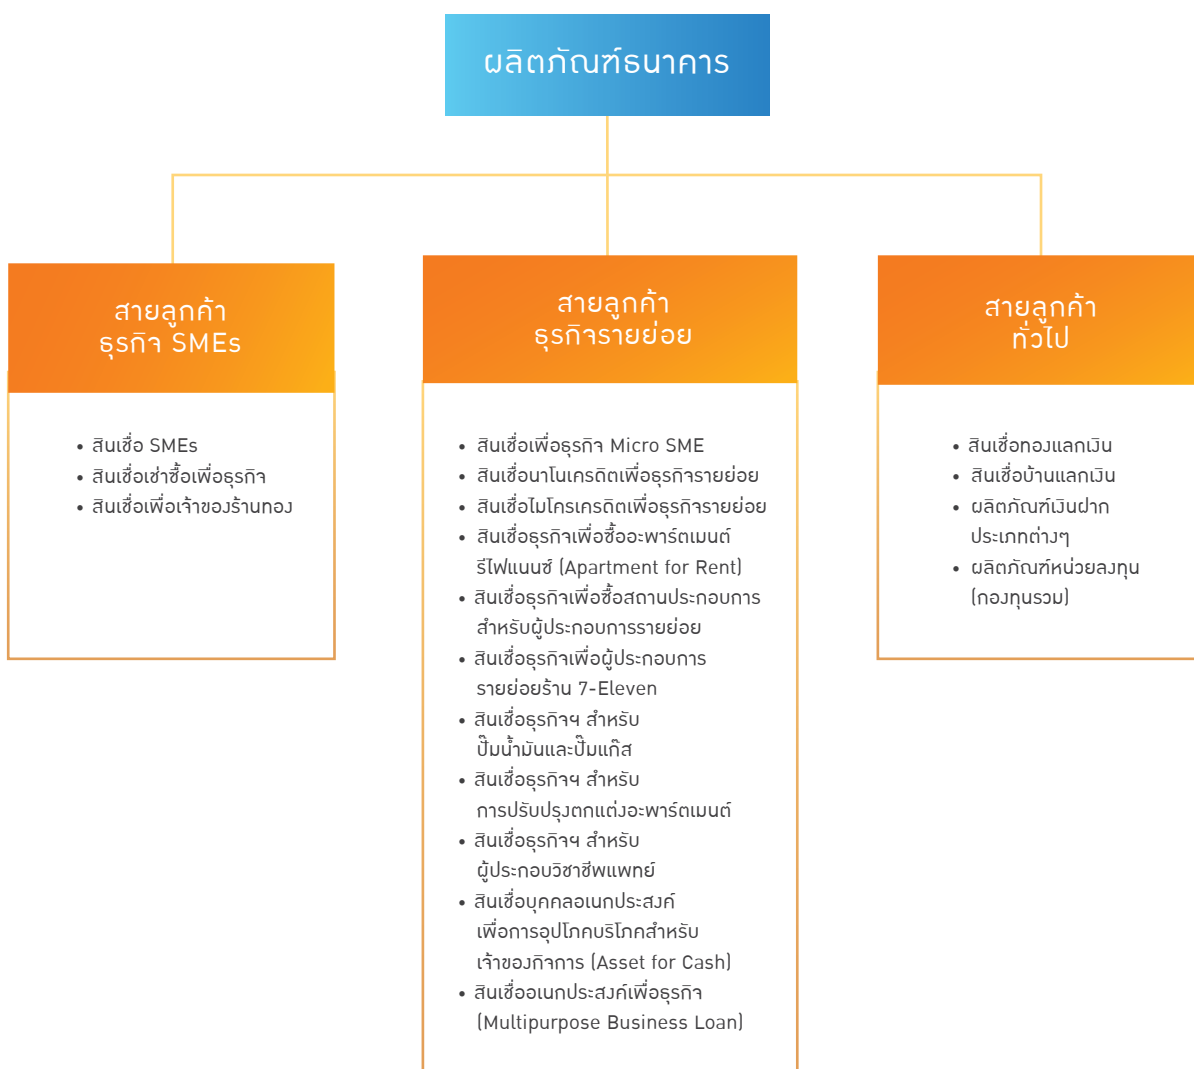 ผลิตภัณฑ์ธนาคาร
สายลูกค้า
ธุรกิจ SMEs
• สินเชื่อ SMEs
• สินเชื่อเช่าซื้อเพื่อธุรกิจ
• สินเชื่อเพื่อเจ้าของร้านทอง
สายลูกค้า
ธุรกิจรายย่อย
• สินเชื่อเพื่อธุรกิจ Micro SME
• สินเชื่อนาโนเครดิตเพื่อธุรกิจรายย่อย
• สินเชื่อไมโครเครดิตเพื่อธุรกิจรายย่อย
• สินเชื่อธุรกิจเพื่อซื้ออะพาร์ตเมนต์
รีไฟแนนซ์ (Apartment for Rent)
• สินเชื่อธุรกิจเพื่อซื้อสถานประกอบการ
สำหรับผู้ประกอบการรายย่อย
• สินเชื่อธุรกิจเพื่อผู้ประกอบการ
รายย่อยร้าน 7-Eleven
• สินเชื่อธุรกิจฯ สำหรับ
ปั๊มน้ำมันและปั๊มแก๊ส
• สินเชื่อธุรกิจฯ สำหรับ
การปรับปรุงตกแต่งอะพาร์ตเมนต์
• สินเชื่อธุรกิจฯ สำหรับ
ผู้ประกอบวิชาชีพแพทย์
• สินเชื่อบุคคลอเนกประสงค์
เพื่อการอุปโภคบริโภคสำหรับ
เจ้าของกิจการ (Asset for Cash)
• สินเชื่ออเนกประสงค์เพื่อธุรกิจ
(Multipurpose Business Loan)
สายลูกค้า
ทั่วไป
• สินเชื่อทองแลกเงิน
• สินเชื่อบ้านแลกเงิน
• ผลิตภัณฑ์เงินฝาก
ประเภทต่างๆ
• ผลิตภัณฑ์หน่วยลงทุน
(กองทุนรวม)